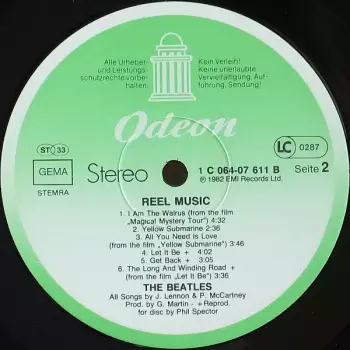 Alle Urheber
und Leistungs-
schutzrechte vorbe-
halten.
Kein Verleih!
Keine unerlaubte
Vervielfältigung, Auf-
führung, Sendung!
Odeon
ST 33
GEMA
STEMRA
Stereo
1 C 064-07 611 B
℗ 1982 EMI Records Ltd.
LC 0287
Seite 2
REEL MUSIC
1. I Am The Walrus (from the film
„Magical Mystery Tour") 4:32
2. Yellow Submarine 2:35
3. All You Need Is Love
(from the film „Yellow Submarine") 3:46
4. Let It Be + 4:02
5. Get Back + 3:05
6. The Long And Winding Road +
(from the film „Let It Be") 3:36
THE BEATLES
All Songs by J. Lennon & P. McCartney
Prod. by G. Martin - +Reprod.
for disc by Phil Spector